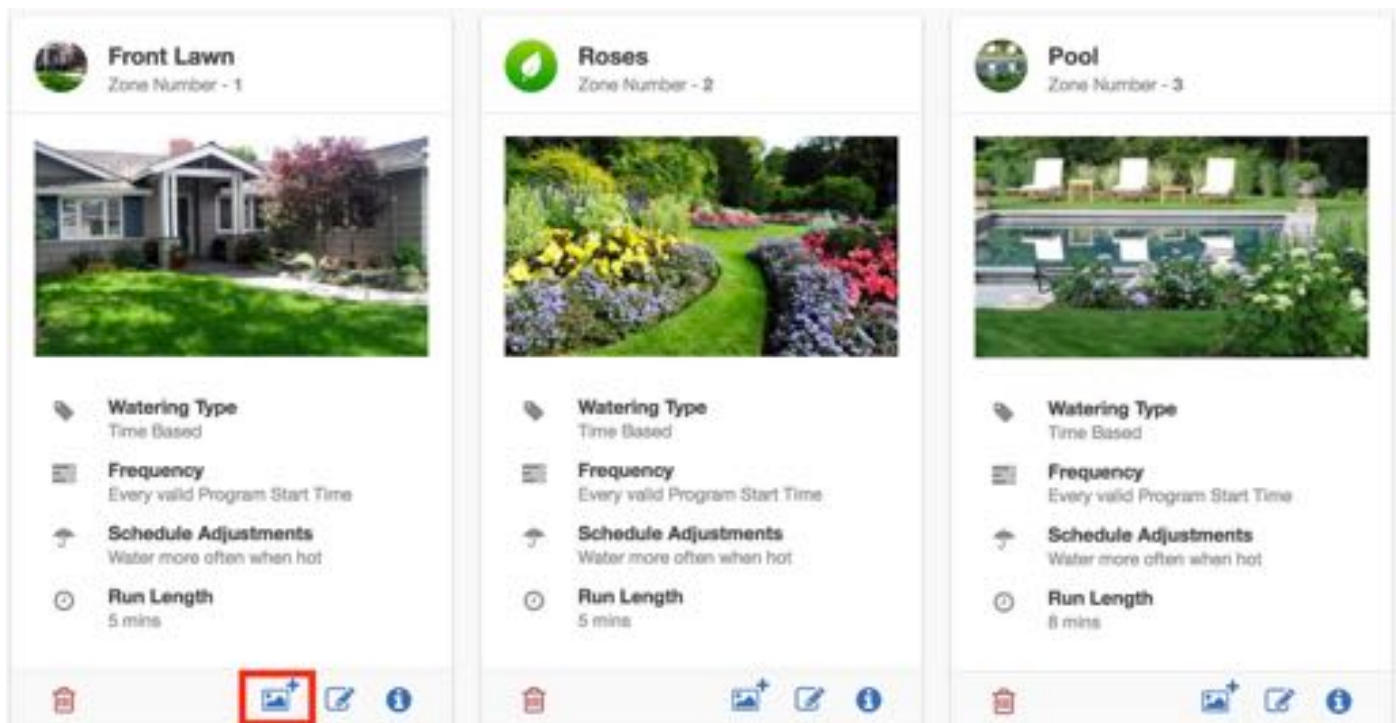 Front Lawn
Zone Number - 1
Watering Type
Time Based
Frequency
Every valid Program Start Time
Schedule Adjustments
Water more often when hot
Run Length
5 mins
Roses
Zone Number - 2
Watering Type
Time Based
Frequency
Every valid Program Start Time
Schedule Adjustments
Water more often when hot
Run Length
5 mins
Pool
Zone Number - 3
Watering Type
Time Based
Frequency
Every valid Program Start Time
Schedule Adjustments
Water more often when hot
Run Length
8 mins